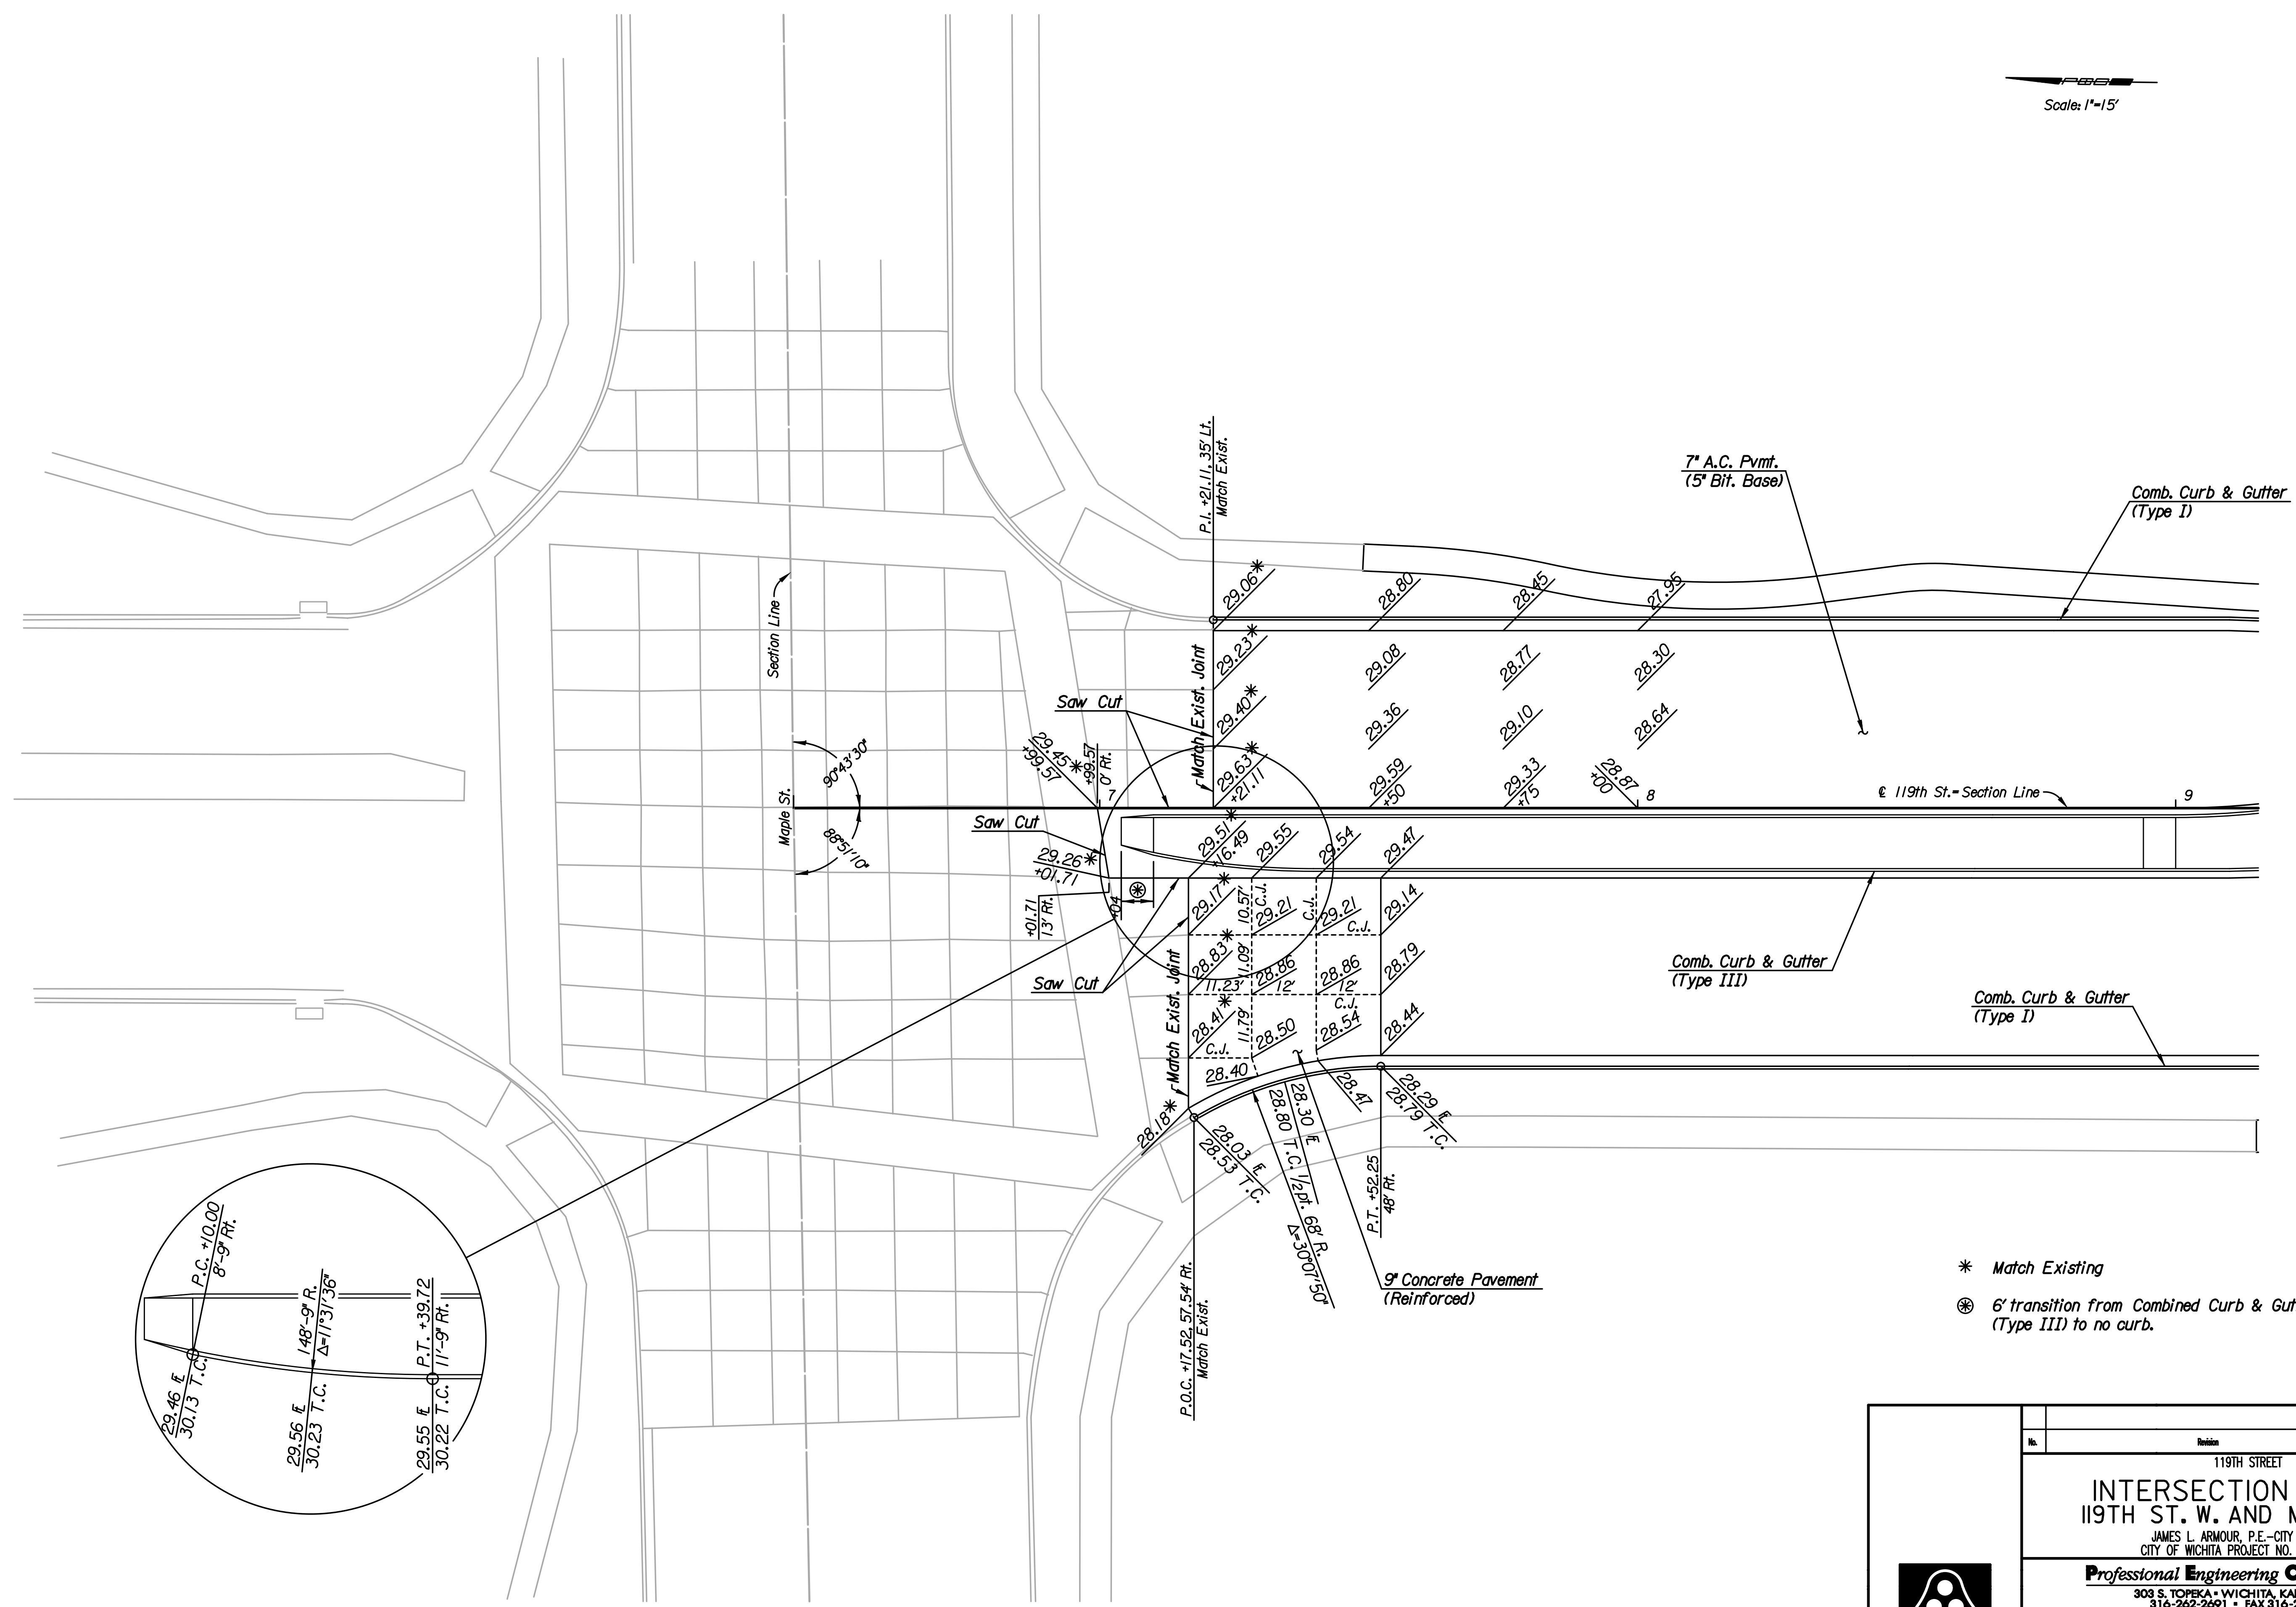 Scale: 1"=15'
7" A.C. Pvmt.
(5" Bit. Base)
Comb. Curb & Gutter
(Type I)
P.I. +21.11, 35' Lt.
Match Exist.
Section Line
29.06*
28.80
28.45
27.95
29.23*
29.08
28.77
28.30
Match Exist. Joint
Saw Cut
29.40*
29.36
29.10
28.64
29.45*
+99.57
+99.57
0' Rt.
29.63*
+21.11
29.59
+50
29.33
+75
28.87
+00
7
8
9
℄ 119th St.=Section Line
90°43'30"
Maple St.
88°51'10"
Saw Cut
29.26*
+01.71
+01.71
13' Rt.
+04
29.51*
+16.49
29.55
29.54
29.47
29.17*
10.57'
C.J.
29.21
C.J.
29.21
C.J.
29.14
28.83*
11.09'
28.86
28.86
28.79
Saw Cut
11.23'
12'
12'
Match Exist. Joint
28.41*
11.79'
28.50
C.J.
28.54
28.44
C.J.
28.40
28.47
28.18*
28.03 ℄
28.53 T.C.
28.30 ℄
28.80 T.C. 1/2pt.
68' R.
Δ=30°07'50"
28.29 ℄
28.79 T.C.
P.T. +52.25
48' Rt.
P.O.C. +17.52, 57.54' Rt.
Match Exist.
9" Concrete Pavement
(Reinforced)
Comb. Curb & Gutter
(Type III)
Comb. Curb & Gutter
(Type I)
P.C. +10.00
8'-9" Rt.
148'-9" R.
Δ=11°31'36"
P.T. +39.72
11'-9" Rt.
29.46 ℄
30.13 T.C.
29.56 ℄
30.23 T.C.
29.55 ℄
30.22 T.C.
* Match Existing
⊛ 6' transition from Combined Curb & Gut
(Type III) to no curb.
No.
Revision
119TH STREET
INTERSECTION
119TH ST. W. AND M
JAMES L. ARMOUR, P.E.-CITY
CITY OF WICHITA PROJECT NO.
Professional Engineering C
303 S. TOPEKA • WICHITA, KA
316-262-2691 • FAX 316-